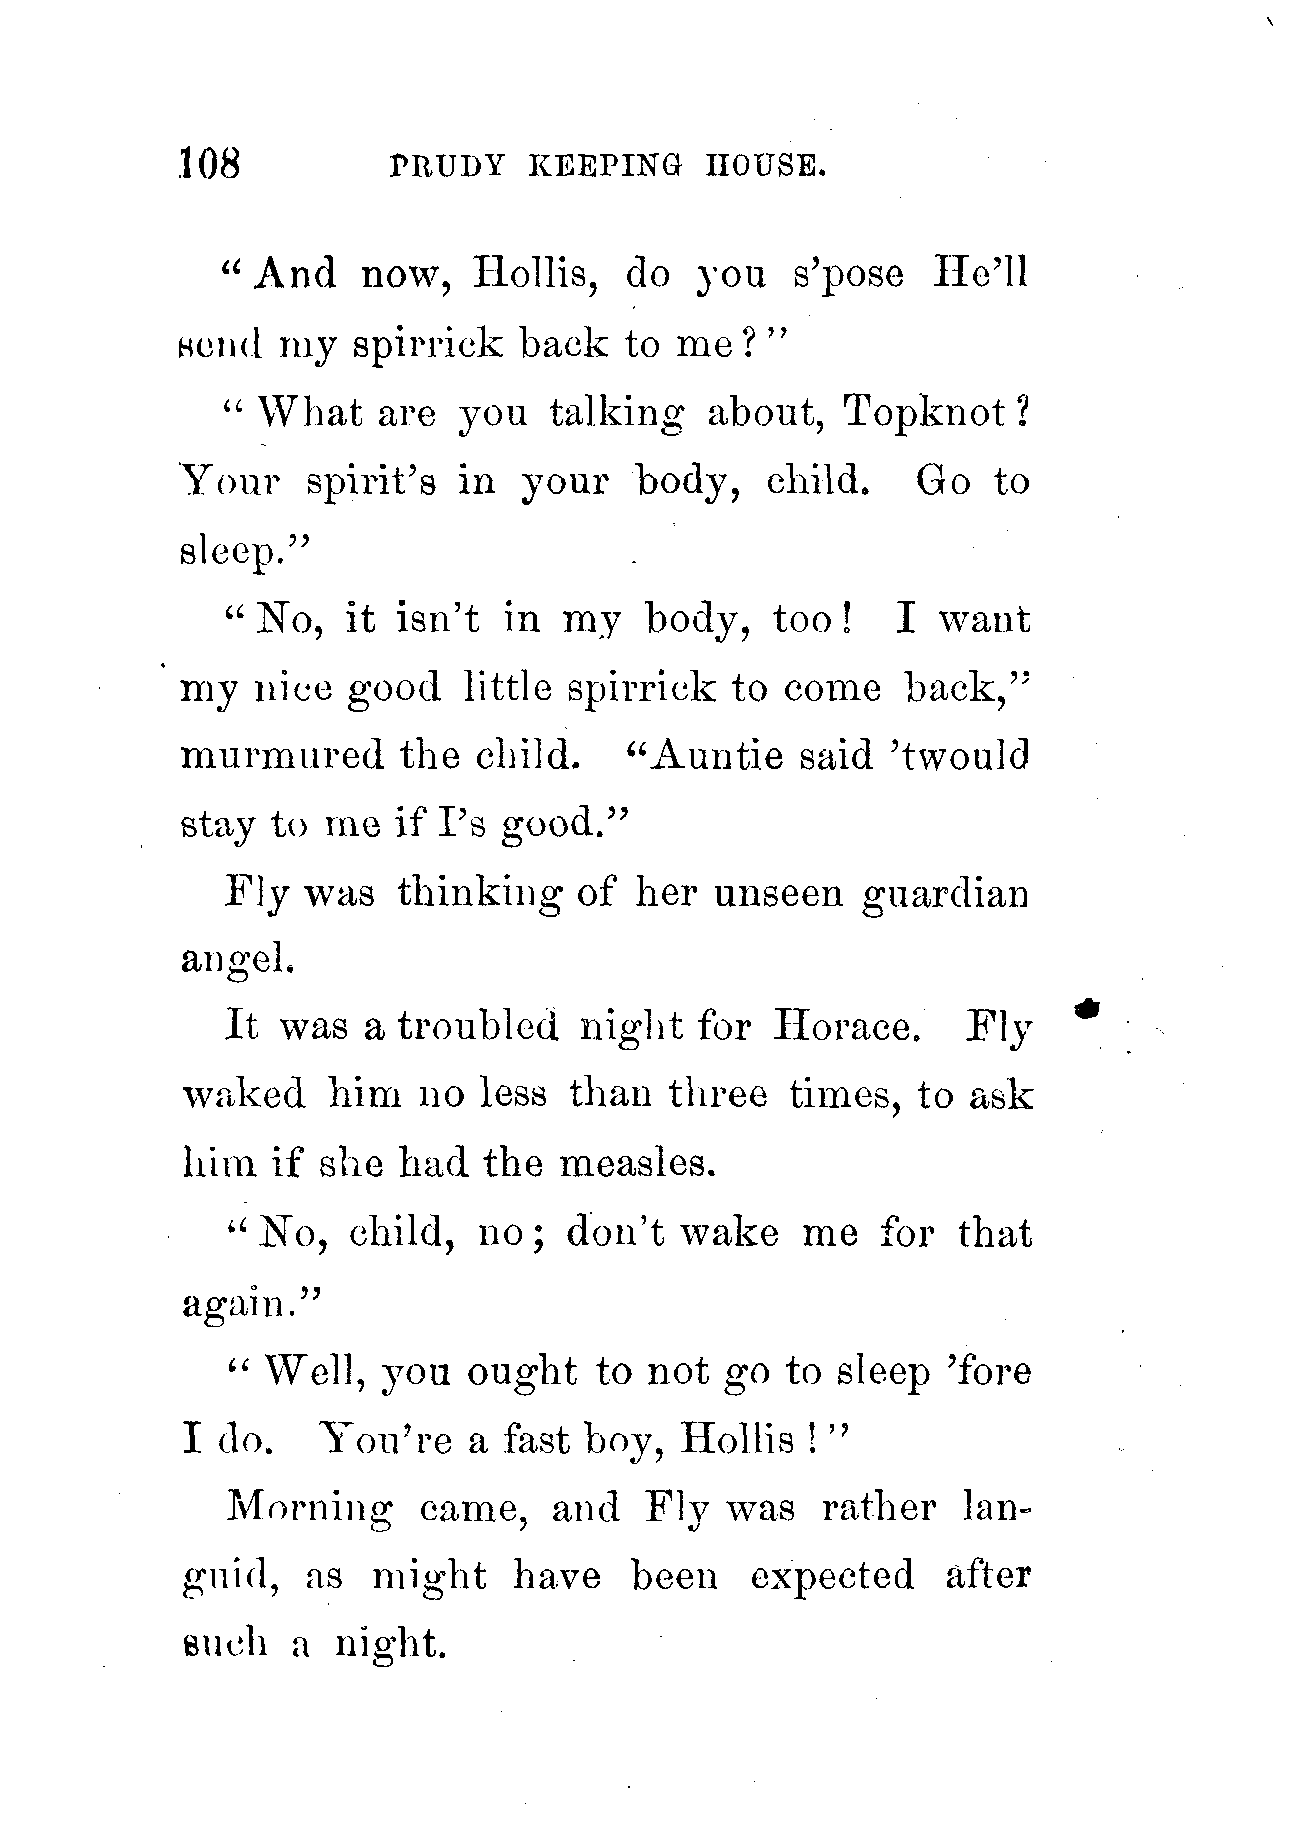 108 PRUDY KEEPING HOUSE.
“And now, Hollis, do you s’pose He’ll
send my spirrick back to me?”
“What are you talking about, Topknot?
Your spirit’s in your body, child. Go to
sleep.”
“No, it isn’t in my body, too! I want
my nice good little spirrick to come back,”
murmured the child. “Auntie said ’twould
stay to me if I’s good.”
Fly was thinking of her unseen guardian
angel.
It was a troubled night for Horace. Fly
waked him no less than three times, to ask
him if she had the measles.
“No, child, no; don’t wake me for that
again.”
“Well, you ought to not go to sleep ’fore
I do. You’re a fast boy, Hollis!”
Morning came, and Fly was rather lan-
guid, as might have been expected after
such a night.